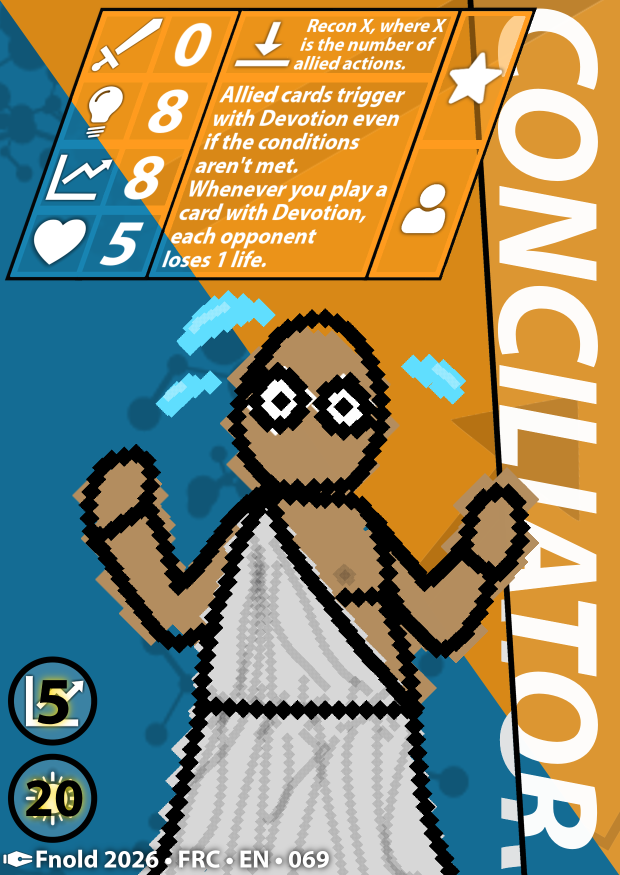 0
8
8
5
Recon X, where X
is the number of
allied actions.
Allied cards trigger
with Devotion even
if the conditions
aren't met.
Whenever you play a
card with Devotion,
each opponent
loses 1 life.
CONCILIATOR
5
20
Fnold 2026 • FRC • EN • 069